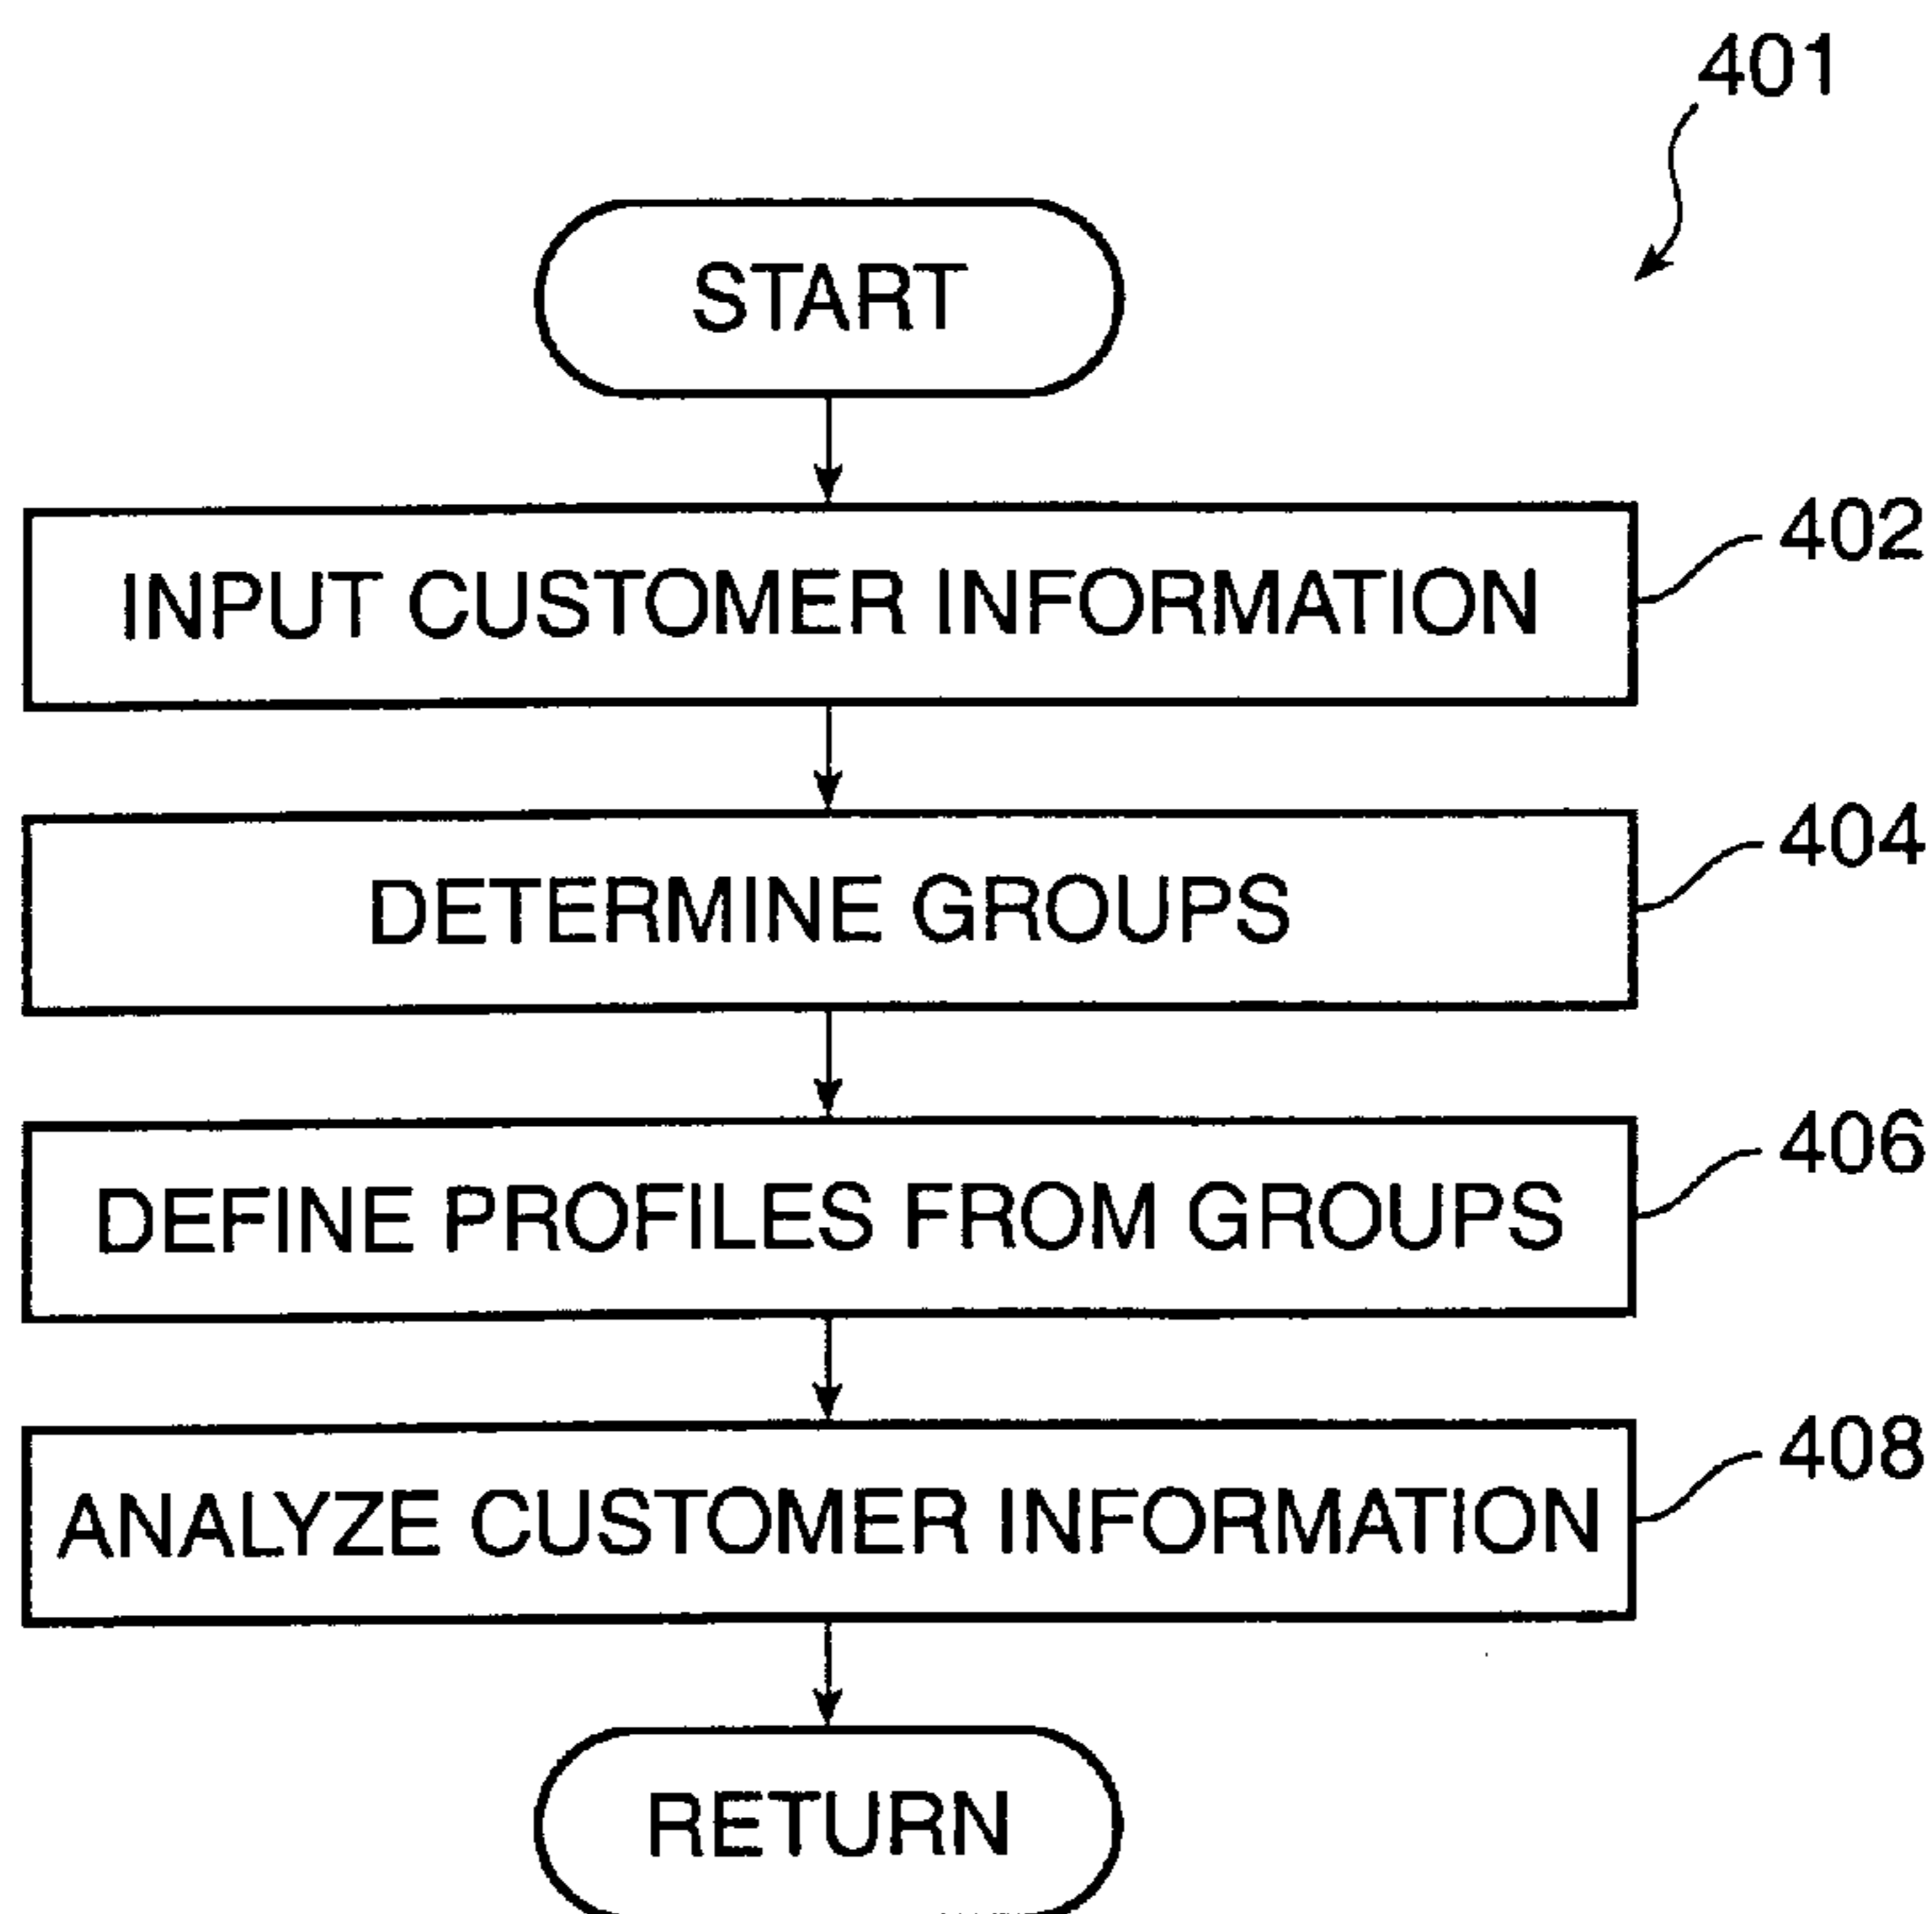 401
START
INPUT CUSTOMER INFORMATION
402
DETERMINE GROUPS
404
DEFINE PROFILES FROM GROUPS
406
ANALYZE CUSTOMER INFORMATION
408
RETURN